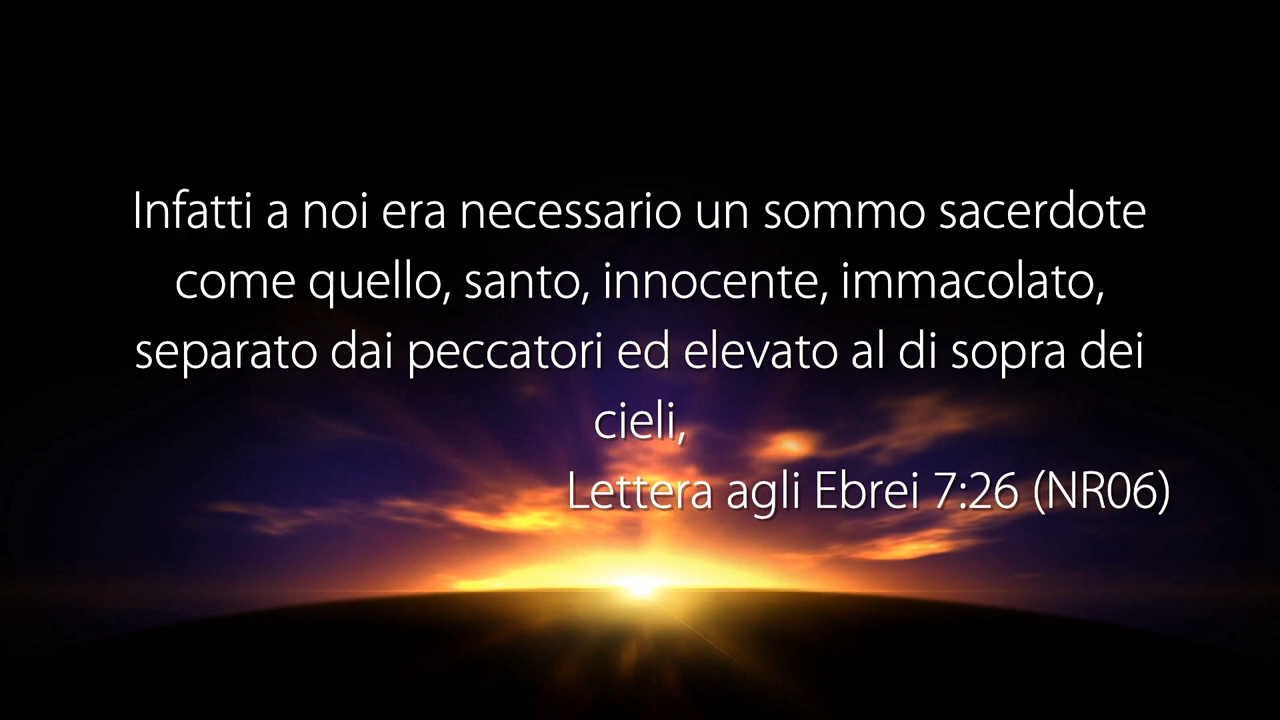 Infatti a noi era necessario un sommo sacerdote
come quello, santo, innocente, immacolato,
separato dai peccatori ed elevato al di sopra dei
cieli,
Lettera agli Ebrei 7:26 (NR06)